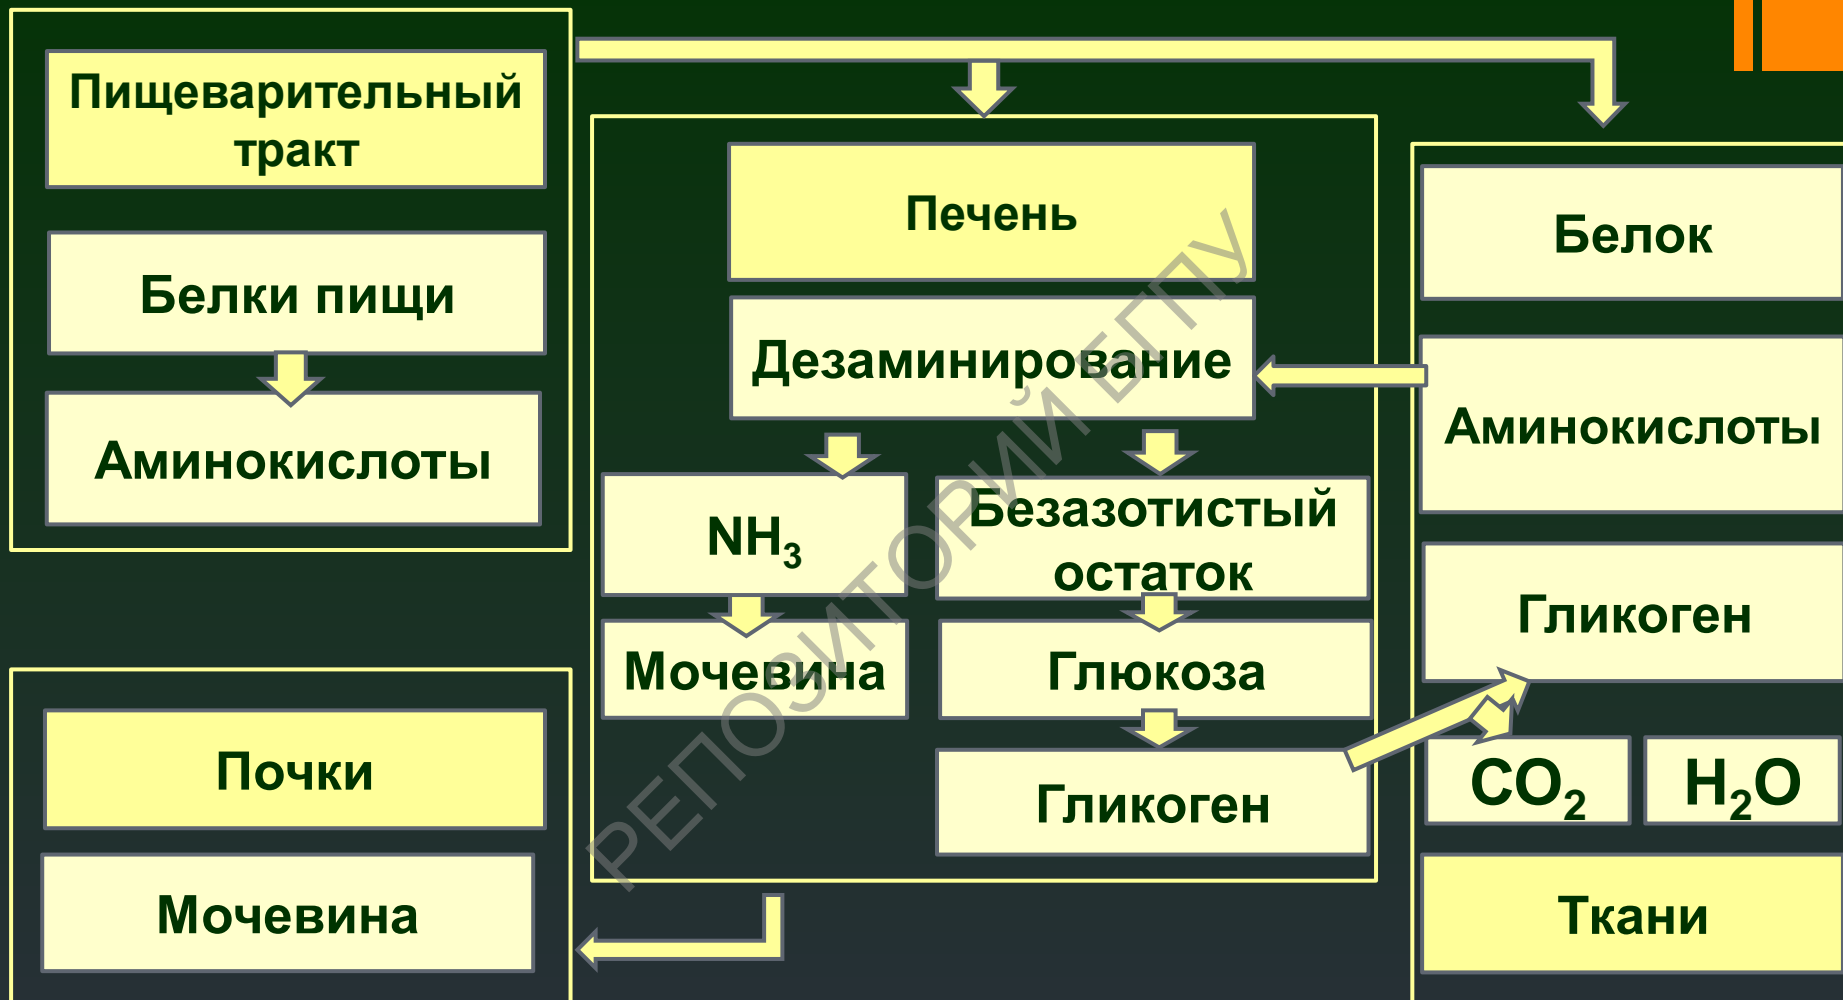 Пищеварительный
тракт
Белки пищи
Аминокислоты
Почки
Мочевина
Печень
Дезаминирование
NH₃
Мочевина
Безазотистый
остаток
Глюкоза
Гликоген
Белок
Аминокислоты
Гликоген
CO₂
H₂O
Ткани
РЕПОЗИТОРИЙ БГПУ